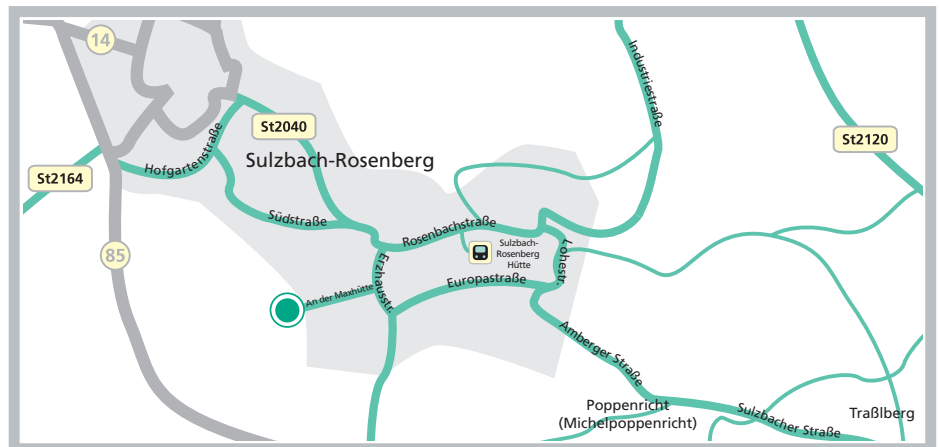 14
Industriestraße
St2040
St2120
Hofgartenstraße
Sulzbach-Rosenberg
St2164
Südstraße
Rosenbachstraße
Sulzbach-
Rosenberg
Hütte
Lohestr.
85
Erzhausstr.
Europastraße
An der Maxhütte
Amberger Straße
Poppenricht
(Michelpoppenricht)
Sulzbacher Straße
Traßlberg